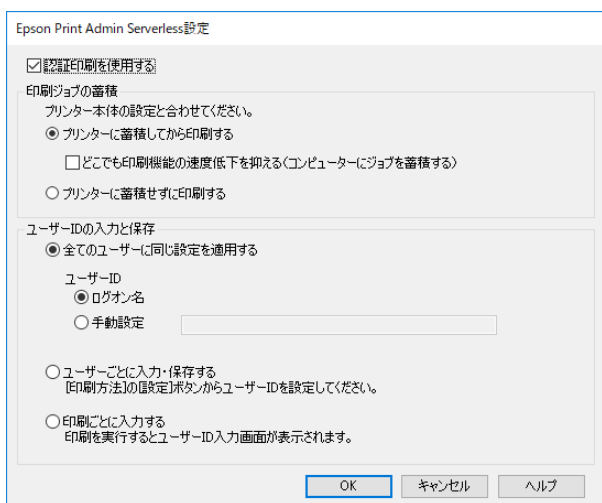 Epson Print Admin Serverless設定
認証印刷を使用する
印刷ジョブの蓄積
プリンター本体の設定と合わせてください。
プリンターに蓄積してから印刷する
どこでも印刷機能の速度低下を抑える(コンピューターにジョブを蓄積する)
プリンターに蓄積せずに印刷する
ユーザーIDの入力と保存
全てのユーザーに同じ設定を適用する
ユーザーID
ログオン名
手動設定
ユーザーごとに入力・保存する
[印刷方法]の[設定]ボタンからユーザーIDを設定してください。
印刷ごとに入力する
印刷を実行するとユーザーID入力画面が表示されます。
OK キャンセル ヘルプ